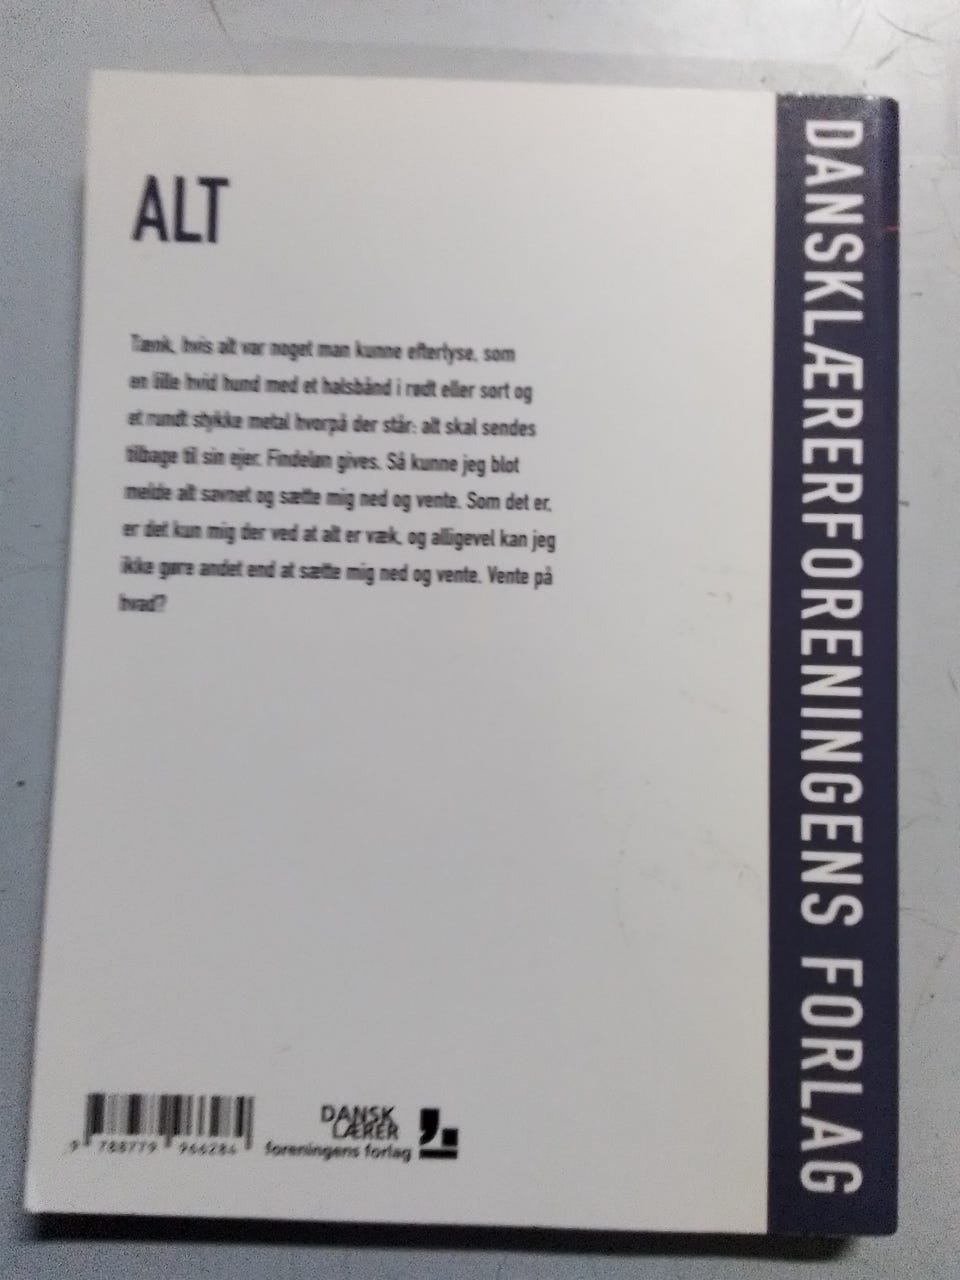 ALT
Tænk, hvis alt var noget man kunne efterlyse, som
en lille hvid hund med et halsbånd i rødt eller sort og
et rundt stykke metal hvorpå der står: alt skal sendes
tilbage til sin ejer. Findeløn gives. Så kunne jeg blot
melde alt savnet og sætte mig ned og vente. Som det er,
er det kun mig der ved at alt er væk, og alligevel kan jeg
ikke gøre andet end at sætte mig ned og vente. Vente på
hvad?
9 788779 966284
DANSK
LÆRER
foreningens forlag
DANSKLÆRERFORENINGENS FORLAG